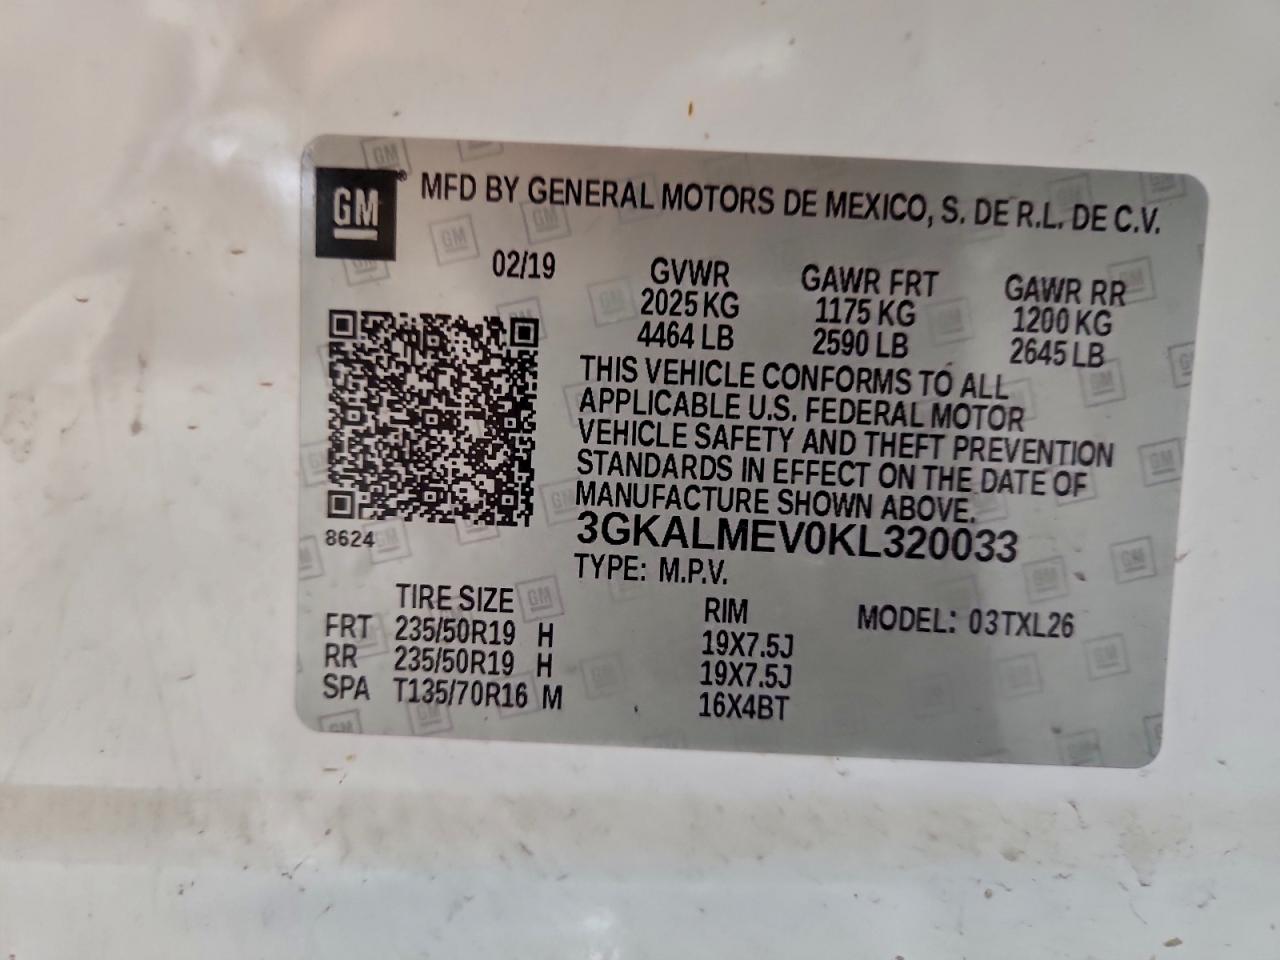 GM® MFD BY GENERAL MOTORS DE MEXICO, S. DE R.L. DE C.V.
02/19 GVWR GAWR FRT GAWR RR
2025 KG 1175 KG 1200 KG
4464 LB 2590 LB 2645 LB
THIS VEHICLE CONFORMS TO ALL
APPLICABLE U.S. FEDERAL MOTOR
VEHICLE SAFETY AND THEFT PREVENTION
STANDARDS IN EFFECT ON THE DATE OF
MANUFACTURE SHOWN ABOVE.
8624 3GKALMEV0KL320033
TYPE: M.P.V.
TIRE SIZE RIM MODEL: 03TXL26
FRT 235/50R19 H 19X7.5J
RR 235/50R19 H 19X7.5J
SPA T135/70R16 M 16X4BT